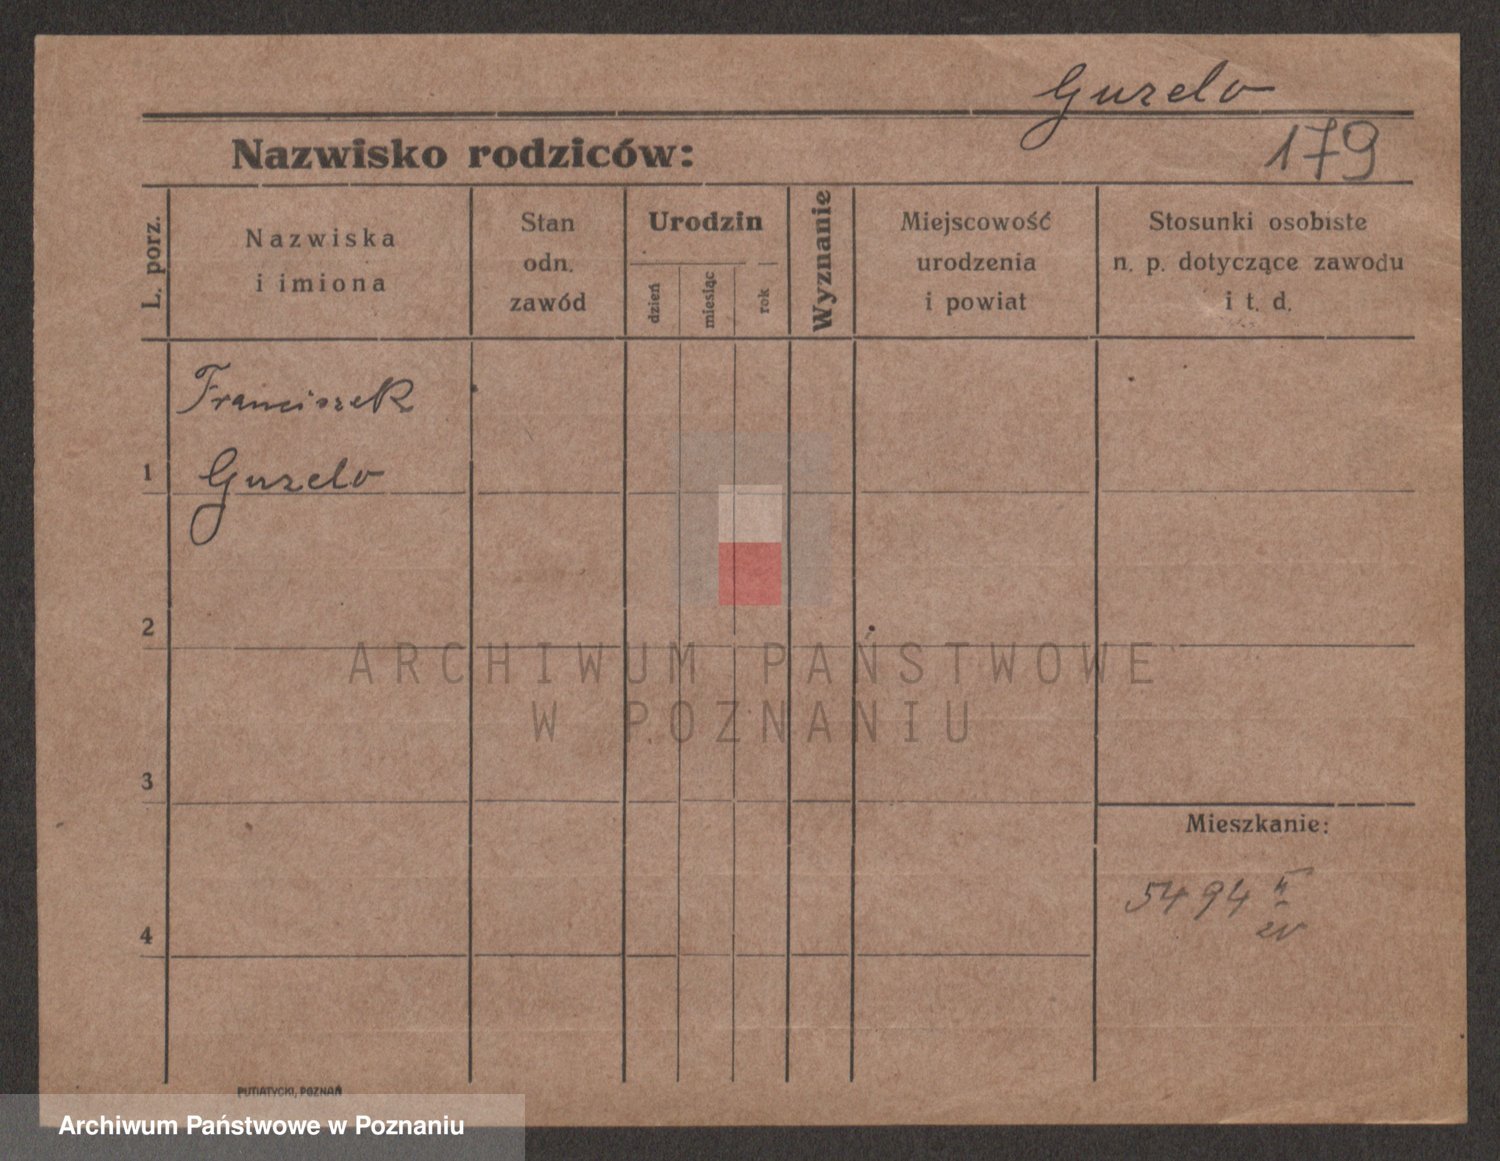 Guzelo
179
Nazwisko rodziców:
L. porz.
Nazwiska
i imiona
Stan
odn.
zawód
Urodzin
dzień
miesiąc
rok
Wyznanie
Miejscowość
urodzenia
i powiat
Stosunki osobiste
n. p. dotyczące zawodu
i t. d.
Franciszek
1 Guzelo
2
3
4
Mieszkanie:
5494
ARCHIWUM PAŃSTWOWE
W POZNANIU
PUTIATYCKI, POZNAŃ
Archiwum Państwowe w Poznaniu